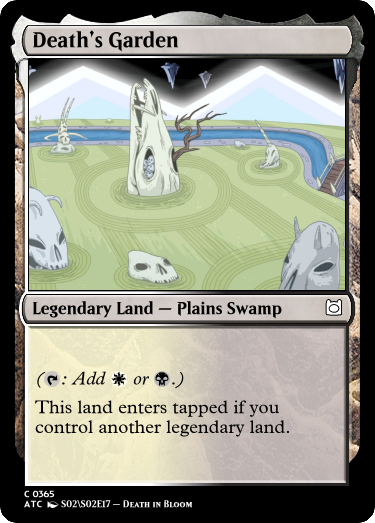 Death's Garden
Legendary Land — Plains Swamp
(T: Add or .)
This land enters tapped if you
control another legendary land.
C 0365
ATC S02\S02E17 — Death in Bloom